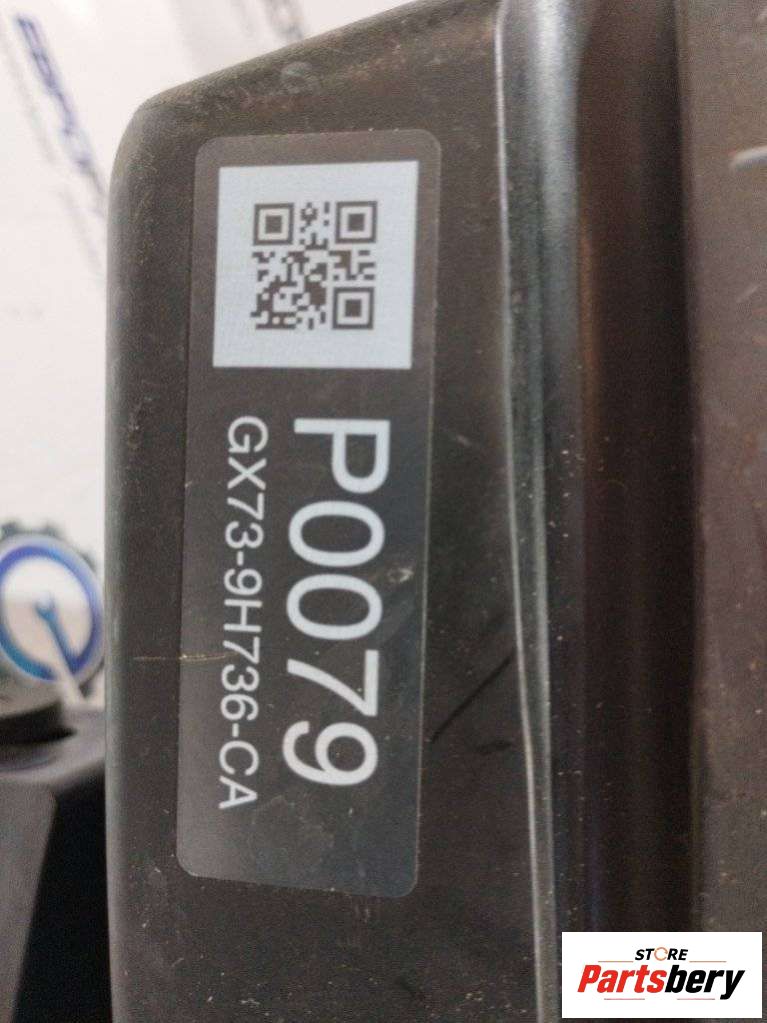 P0079
GX73-9H736-CA
STORE
Partsbery